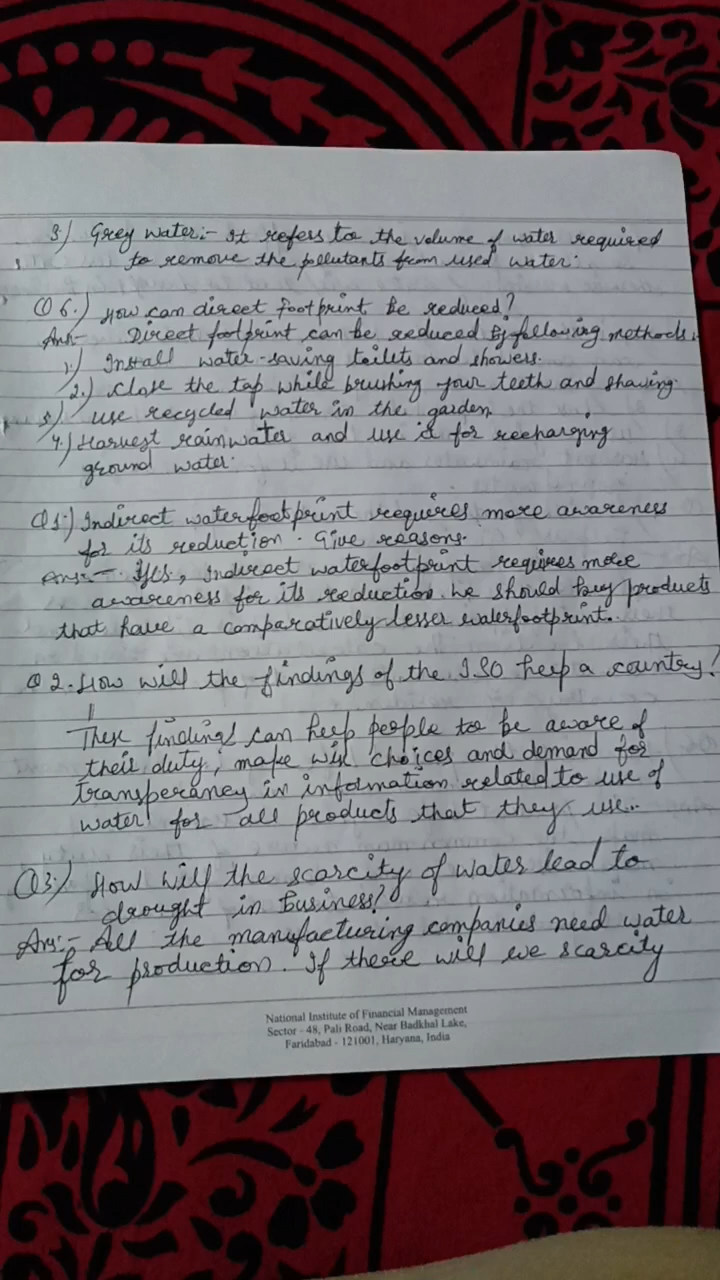 3.) Grey water:- It refers to the volume of water required
to remove the pollutants from used water.
Q 6.) How can direct footprint be reduced?
Ans- Direct footprint can be reduced by following methods:-
1.) Install water-saving toilets and showers.
2.) Close the tap while brushing your teeth and shaving.
3.) Use recycled water in the garden
4.) Harvest rainwater and use it for recharging
ground water.
Q1:) Indirect waterfootprint requires more awareness
for its reduction. Give reasons.
Ans:- Yes, Indirect waterfootprint requires more
awareness for its reduction. We should buy products
that have a comparatively lesser waterfootprint.
Q 2. How will the findings of the ISO help a country?
These findings can help people to be aware of
their duty, make wise choices and demand for
transperancy in information related to use of
water for all products that they use..
Q3:) How will the scarcity of water lead to
drought in business?
Ans:- All the manufacturing companies need water
for production. If there will we scarcity
National Institute of Financial Management
Sector - 48, Pali Road, Near Badkhal Lake,
Faridabad - 121001, Haryana, India